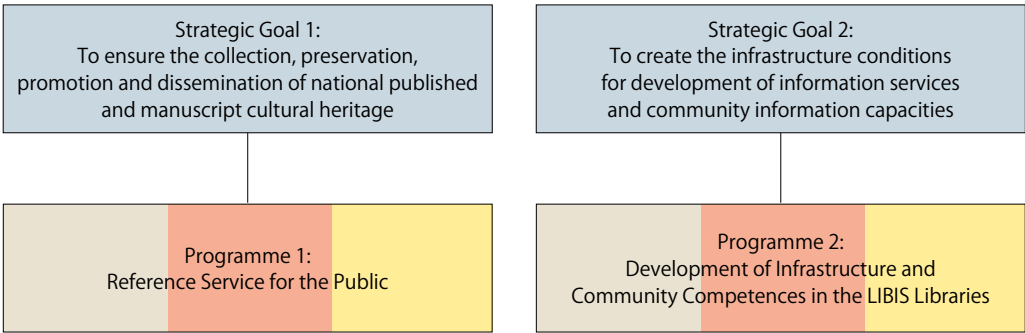 Strategic Goal 1:
To ensure the collection, preservation,
promotion and dissemination of national published
and manuscript cultural heritage
Strategic Goal 2:
To create the infrastructure conditions
for development of information services
and community information capacities
Programme 1:
Reference Service for the Public
Programme 2:
Development of Infrastructure and
Community Competences in the LIBIS Libraries